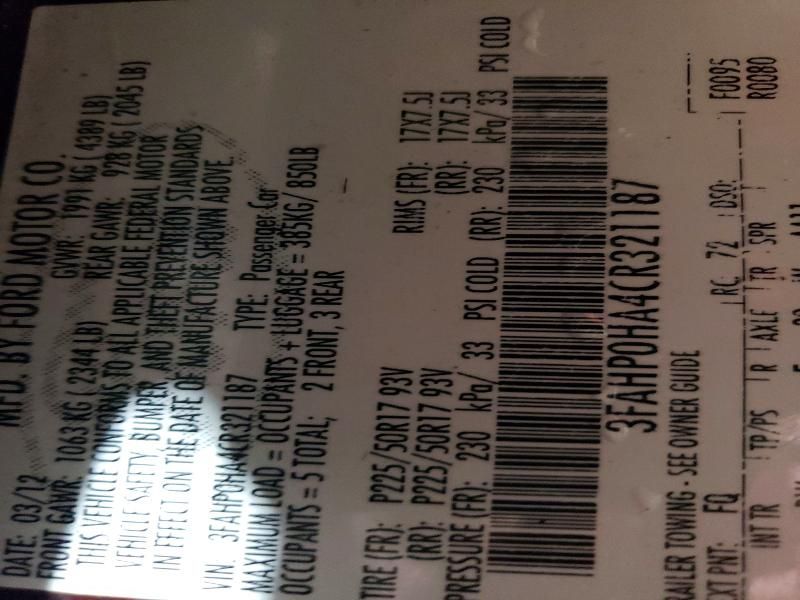 MFD. BY FORD MOTOR CO.
DATE: 03/12 GVWR: 1991 KG ( 4389 LB)
FRONT GAWR: 1063 KG ( 2344 LB) REAR GAWR: 928 KG ( 2045 LB)
THIS VEHICLE CONFORMS TO ALL APPLICABLE FEDERAL MOTOR
VEHICLE SAFETY, BUMPER, AND THEFT PREVENTION STANDARDS
IN EFFECT ON THE DATE OF MANUFACTURE SHOWN ABOVE.
VIN: 3FAHP0HA4CR321187 TYPE: Passenger Car
MAXIMUM LOAD = OCCUPANTS + LUGGAGE = 385KG/ 850LB
OCCUPANTS = 5 TOTAL; 2 FRONT, 3 REAR
TIRE (FR): P225/50R17 93V RIMS (FR): 17X7.5J
(RR): P225/50R17 93V (RR): 17X7.5J
PRESSURE (FR): 230 kPa/ 33 PSI COLD (RR): 230 kPa/ 33 PSI COLD
3FAHP0HA4CR321187
RAILER TOWING - SEE OWNER GUIDE
XT PNT: FQ RC: 72 DSO: F0095
INT TR TP/PS R AXLE TR SPR R0080